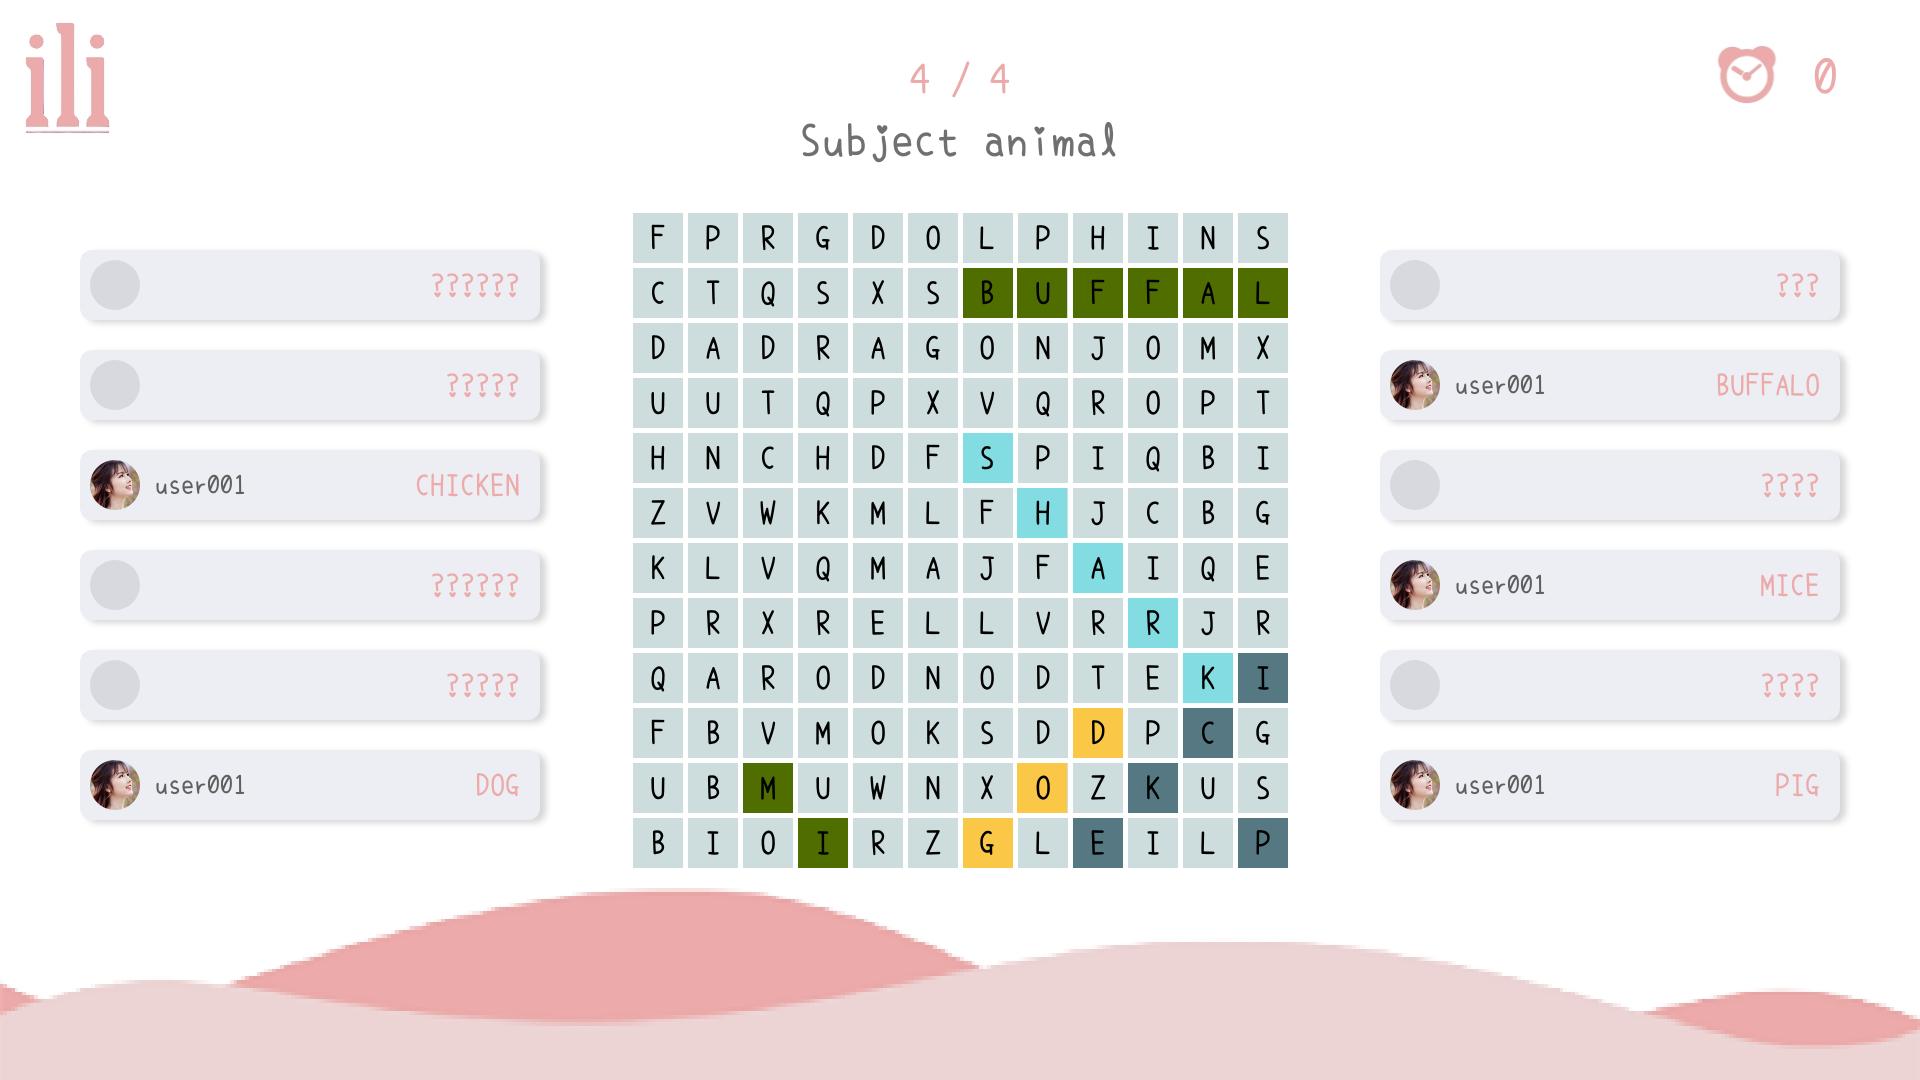 ili
4 / 4
0
Subject animal
F P R G D O L P H I N S
C T Q S X S B U F F A L
D A D R A G O N J O M X
U U T Q P X V Q R O P T
H N C H D F S P I Q B I
Z V W K M L F H J C B G
K L V Q M A J F A I Q E
P R X R E L L V R R J R
Q A R O D N O D T E K I
F B V M O K S D D P C G
U B M U W N X O Z K U S
B I O I R Z G L E I L P
??????
?????
user001 CHICKEN
??????
?????
user001 DOG
???
user001 BUFFALO
????
user001 MICE
????
user001 PIG